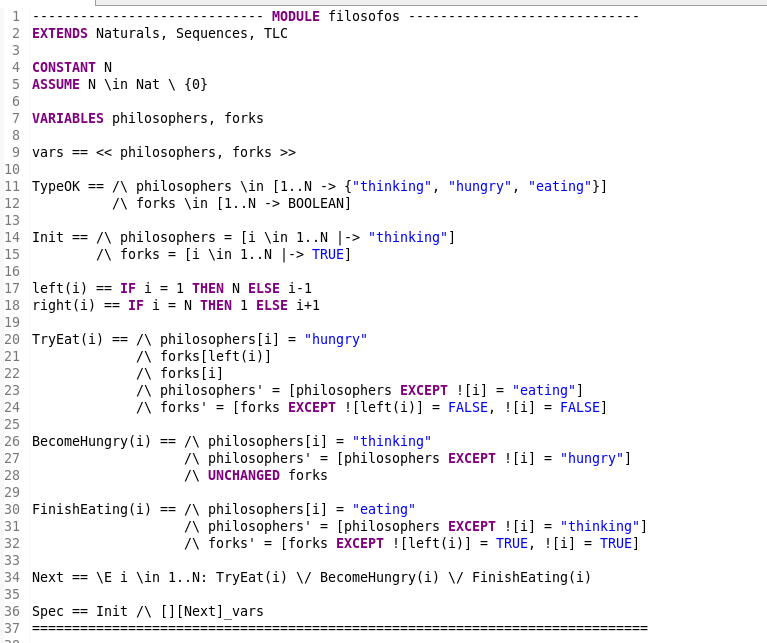 1 ----------------------------- MODULE filosofos -----------------------------
2 EXTENDS Naturals, Sequences, TLC
3
4 CONSTANT N
5 ASSUME N \in Nat \ {0}
6
7 VARIABLES philosophers, forks
8
9 vars == << philosophers, forks >>
10
11 TypeOK == /\ philosophers \in [1..N -> {"thinking", "hungry", "eating"}]
12           /\ forks \in [1..N -> BOOLEAN]
13
14 Init == /\ philosophers = [i \in 1..N |-> "thinking"]
15         /\ forks = [i \in 1..N |-> TRUE]
16
17 left(i) == IF i = 1 THEN N ELSE i-1
18 right(i) == IF i = N THEN 1 ELSE i+1
19
20 TryEat(i) == /\ philosophers[i] = "hungry"
21              /\ forks[left(i)]
22              /\ forks[i]
23              /\ philosophers' = [philosophers EXCEPT ![i] = "eating"]
24              /\ forks' = [forks EXCEPT ![left(i)] = FALSE, ![i] = FALSE]
25
26 BecomeHungry(i) == /\ philosophers[i] = "thinking"
27                    /\ philosophers' = [philosophers EXCEPT ![i] = "hungry"]
28                    /\ UNCHANGED forks
29
30 FinishEating(i) == /\ philosophers[i] = "eating"
31                    /\ philosophers' = [philosophers EXCEPT ![i] = "thinking"]
32                    /\ forks' = [forks EXCEPT ![left(i)] = TRUE, ![i] = TRUE]
33
34 Next == \E i \in 1..N: TryEat(i) \/ BecomeHungry(i) \/ FinishEating(i)
35
36 Spec == Init /\ [][Next]_vars
37 =============================================================================